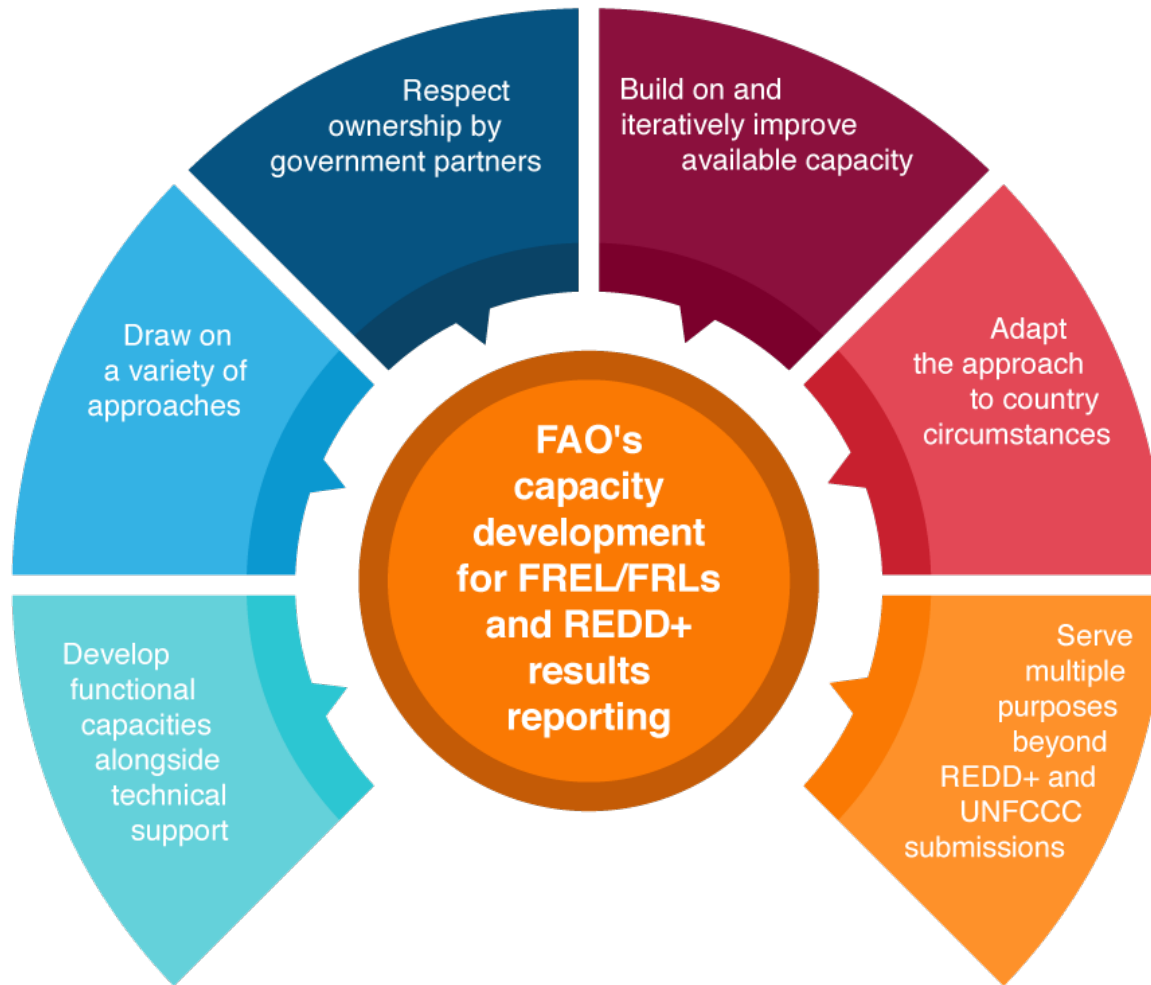 Respect
ownership by
government partners
Build on and
iteratively improve
available capacity
Draw on
a variety of
approaches
Adapt
the approach
to country
circumstances
FAO's
capacity
development
for FREL/FRLs
and REDD+
results
reporting
Develop
functional
capacities
alongside
technical
support
Serve
multiple
purposes
beyond
REDD+ and
UNFCCC
submissions